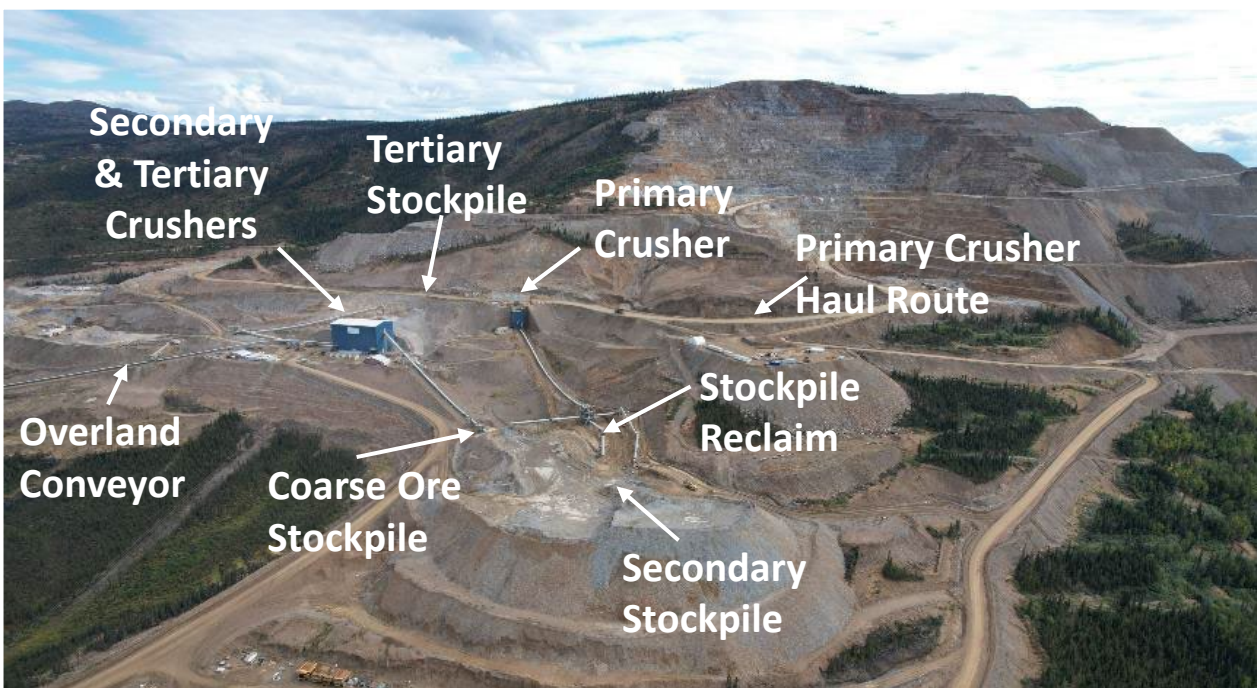 Secondary
& Tertiary
Crushers
Tertiary
Stockpile
Primary
Crusher
Primary Crusher
Haul Route
Overland
Conveyor
Coarse Ore
Stockpile
Stockpile
Reclaim
Secondary
Stockpile